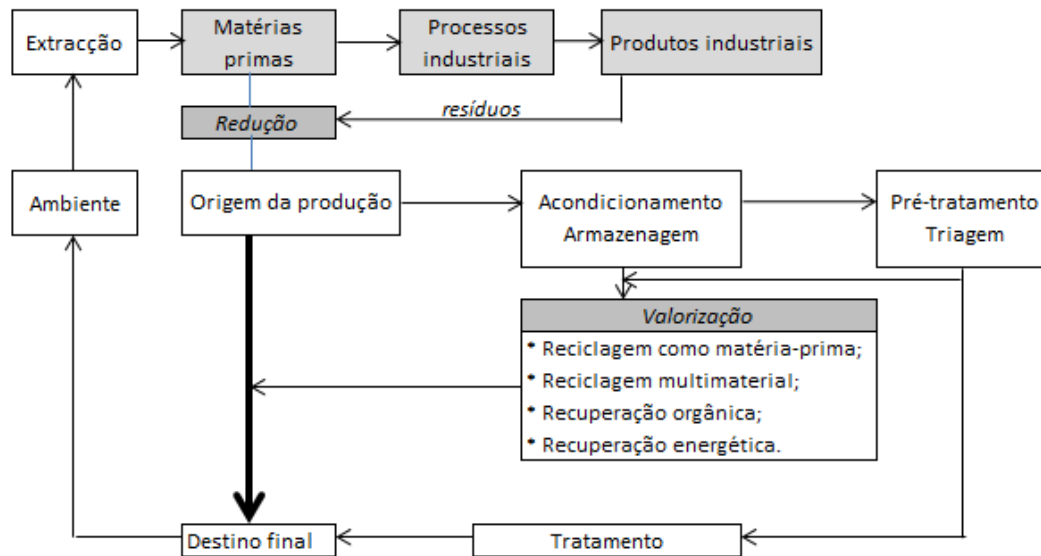 Extracção
Matérias
primas
Processos
industriais
Produtos industriais
resíduos
Redução
Ambiente
Origem da produção
Acondicionamento
Armazenagem
Pré-tratamento
Triagem
Valorização
* Reciclagem como matéria-prima;
* Reciclagem multimaterial;
* Recuperação orgânica;
* Recuperação energética.
Destino final
Tratamento